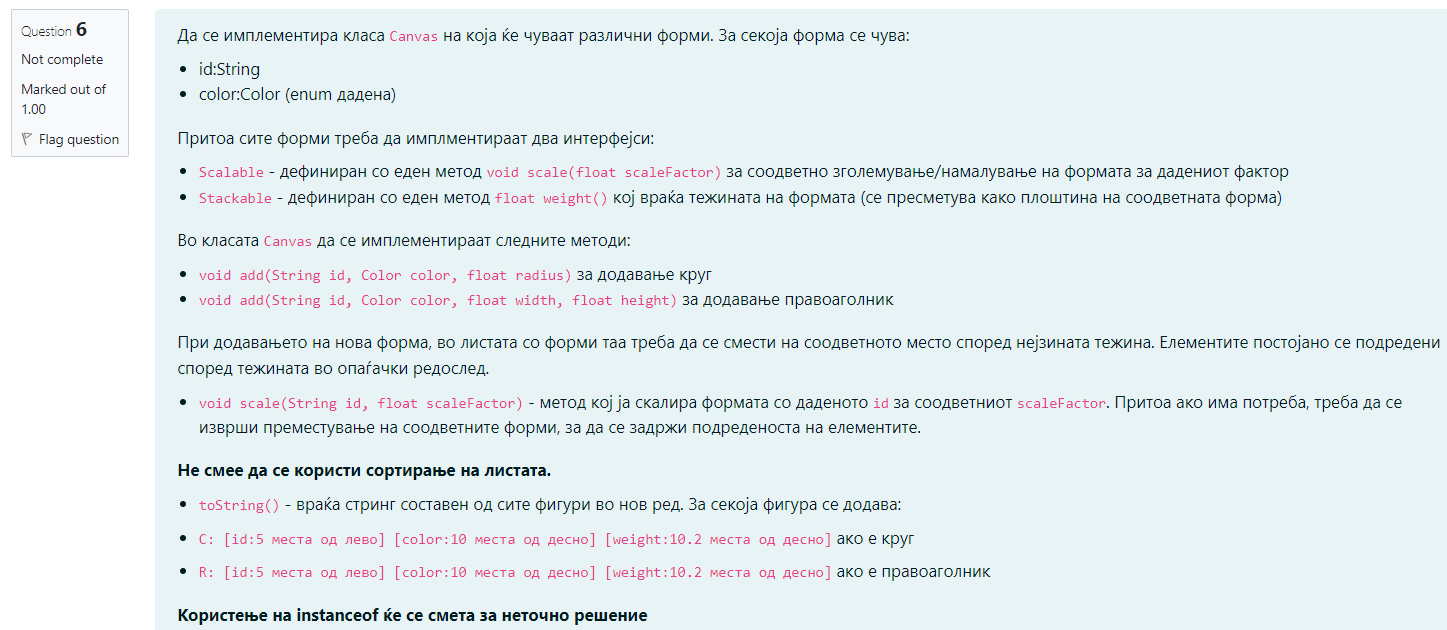 Question 6
Not complete
Marked out of
1.00
Flag question
Да се имплементира класа Canvas на која ќе чуваат различни форми. За секоја форма се чува:
• id:String
• color:Color (enum дадена)
Притоа сите форми треба да имплментираат два интерфејси:
• Scalable - дефиниран со еден метод void scale(float scaleFactor) за соодветно зголемување/намалување на формата за дадениот фактор
• Stackable - дефиниран со еден метод float weight() кој враќа тежината на формата (се пресметува како плоштина на соодветната форма)
Во класата Canvas да се имплементираат следните методи:
• void add(String id, Color color, float radius) за додавање круг
• void add(String id, Color color, float width, float height) за додавање правоаголник
При додавањето на нова форма, во листата со форми таа треба да се смести на соодветното место според нејзината тежина. Елементите постојано се подредени
според тежината во опаѓачки редослед.
• void scale(String id, float scaleFactor) - метод кој ја скалира формата со даденото id за соодветниот scaleFactor. Притоа ако има потреба, треба да се
изврши преместување на соодветните форми, за да се задржи подреденоста на елементите.
Не смее да се користи сортирање на листата.
• toString() - враќа стринг составен од сите фигури во нов ред. За секоја фигура се додава:
• C: [id:5 места од лево] [color:10 места од десно] [weight:10.2 места од десно] ако е круг
• R: [id:5 места од лево] [color:10 места од десно] [weight:10.2 места од десно] ако е правоаголник
Користење на instanceof ќе се смета за неточно решение